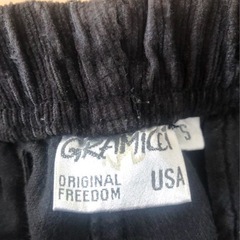 GRAMICCI
S
ORIGINAL USA
FREEDOM